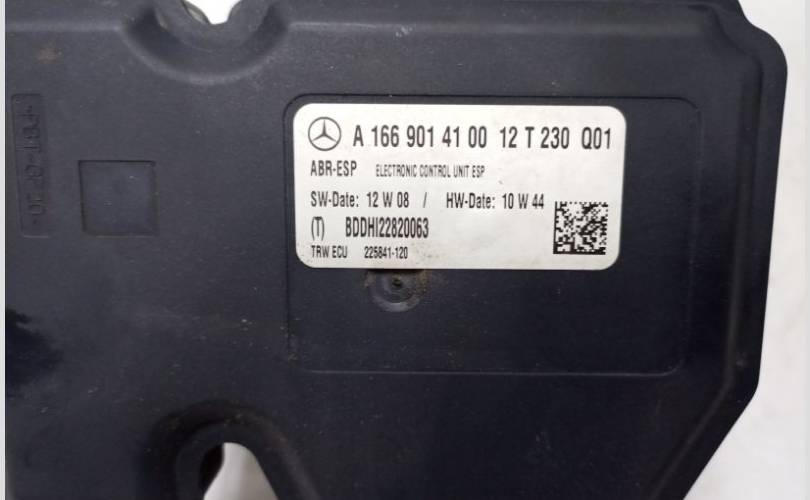 A 166 901 41 00 12 T 230 Q01
ABR-ESP ELECTRONIC CONTROL UNIT ESP
SW-Date: 12 W 08 / HW-Date: 10 W 44
(T) BDDHI22820063
TRW ECU 225841-120